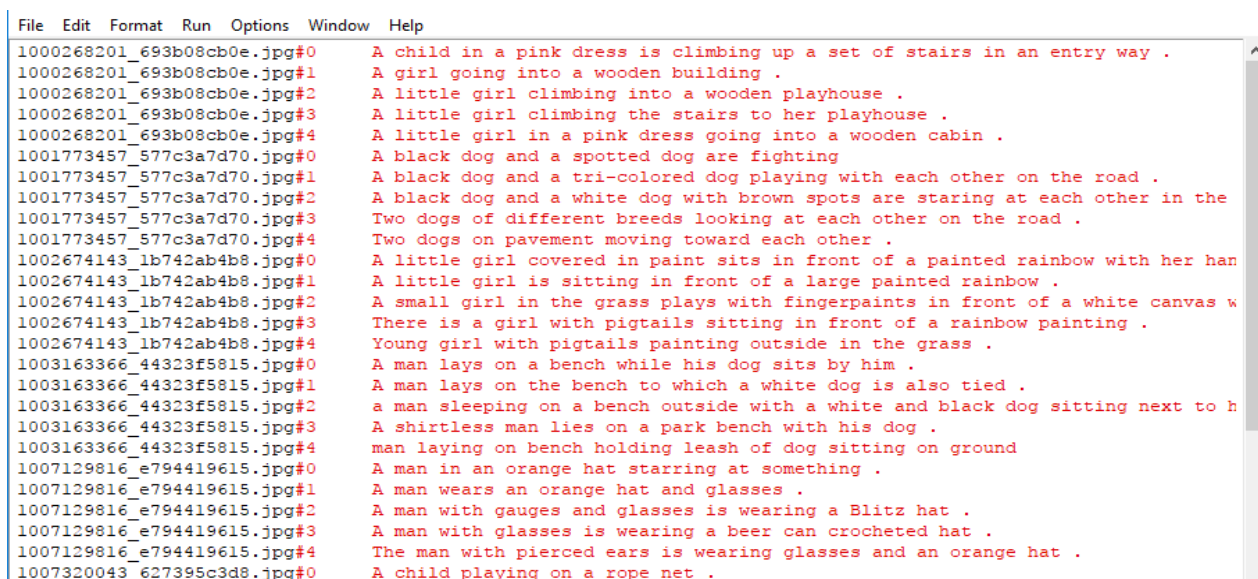 File Edit Format Run Options Window Help
1000268201_693b08cb0e.jpg#0 A child in a pink dress is climbing up a set of stairs in an entry way .
1000268201_693b08cb0e.jpg#1 A girl going into a wooden building .
1000268201_693b08cb0e.jpg#2 A little girl climbing into a wooden playhouse .
1000268201_693b08cb0e.jpg#3 A little girl climbing the stairs to her playhouse .
1000268201_693b08cb0e.jpg#4 A little girl in a pink dress going into a wooden cabin .
1001773457_577c3a7d70.jpg#0 A black dog and a spotted dog are fighting
1001773457_577c3a7d70.jpg#1 A black dog and a tri-colored dog playing with each other on the road .
1001773457_577c3a7d70.jpg#2 A black dog and a white dog with brown spots are staring at each other in the
1001773457_577c3a7d70.jpg#3 Two dogs of different breeds looking at each other on the road .
1001773457_577c3a7d70.jpg#4 Two dogs on pavement moving toward each other .
1002674143_1b742ab4b8.jpg#0 A little girl covered in paint sits in front of a painted rainbow with her han
1002674143_1b742ab4b8.jpg#1 A little girl is sitting in front of a large painted rainbow .
1002674143_1b742ab4b8.jpg#2 A small girl in the grass plays with fingerpaints in front of a white canvas w
1002674143_1b742ab4b8.jpg#3 There is a girl with pigtails sitting in front of a rainbow painting .
1002674143_1b742ab4b8.jpg#4 Young girl with pigtails painting outside in the grass .
1003163366_44323f5815.jpg#0 A man lays on a bench while his dog sits by him .
1003163366_44323f5815.jpg#1 A man lays on the bench to which a white dog is also tied .
1003163366_44323f5815.jpg#2 a man sleeping on a bench outside with a white and black dog sitting next to h
1003163366_44323f5815.jpg#3 A shirtless man lies on a park bench with his dog .
1003163366_44323f5815.jpg#4 man laying on bench holding leash of dog sitting on ground
1007129816_e794419615.jpg#0 A man in an orange hat starring at something .
1007129816_e794419615.jpg#1 A man wears an orange hat and glasses .
1007129816_e794419615.jpg#2 A man with gauges and glasses is wearing a Blitz hat .
1007129816_e794419615.jpg#3 A man with glasses is wearing a beer can crocheted hat .
1007129816_e794419615.jpg#4 The man with pierced ears is wearing glasses and an orange hat .
1007320043_627395c3d8.jpg#0 A child playing on a rope net .